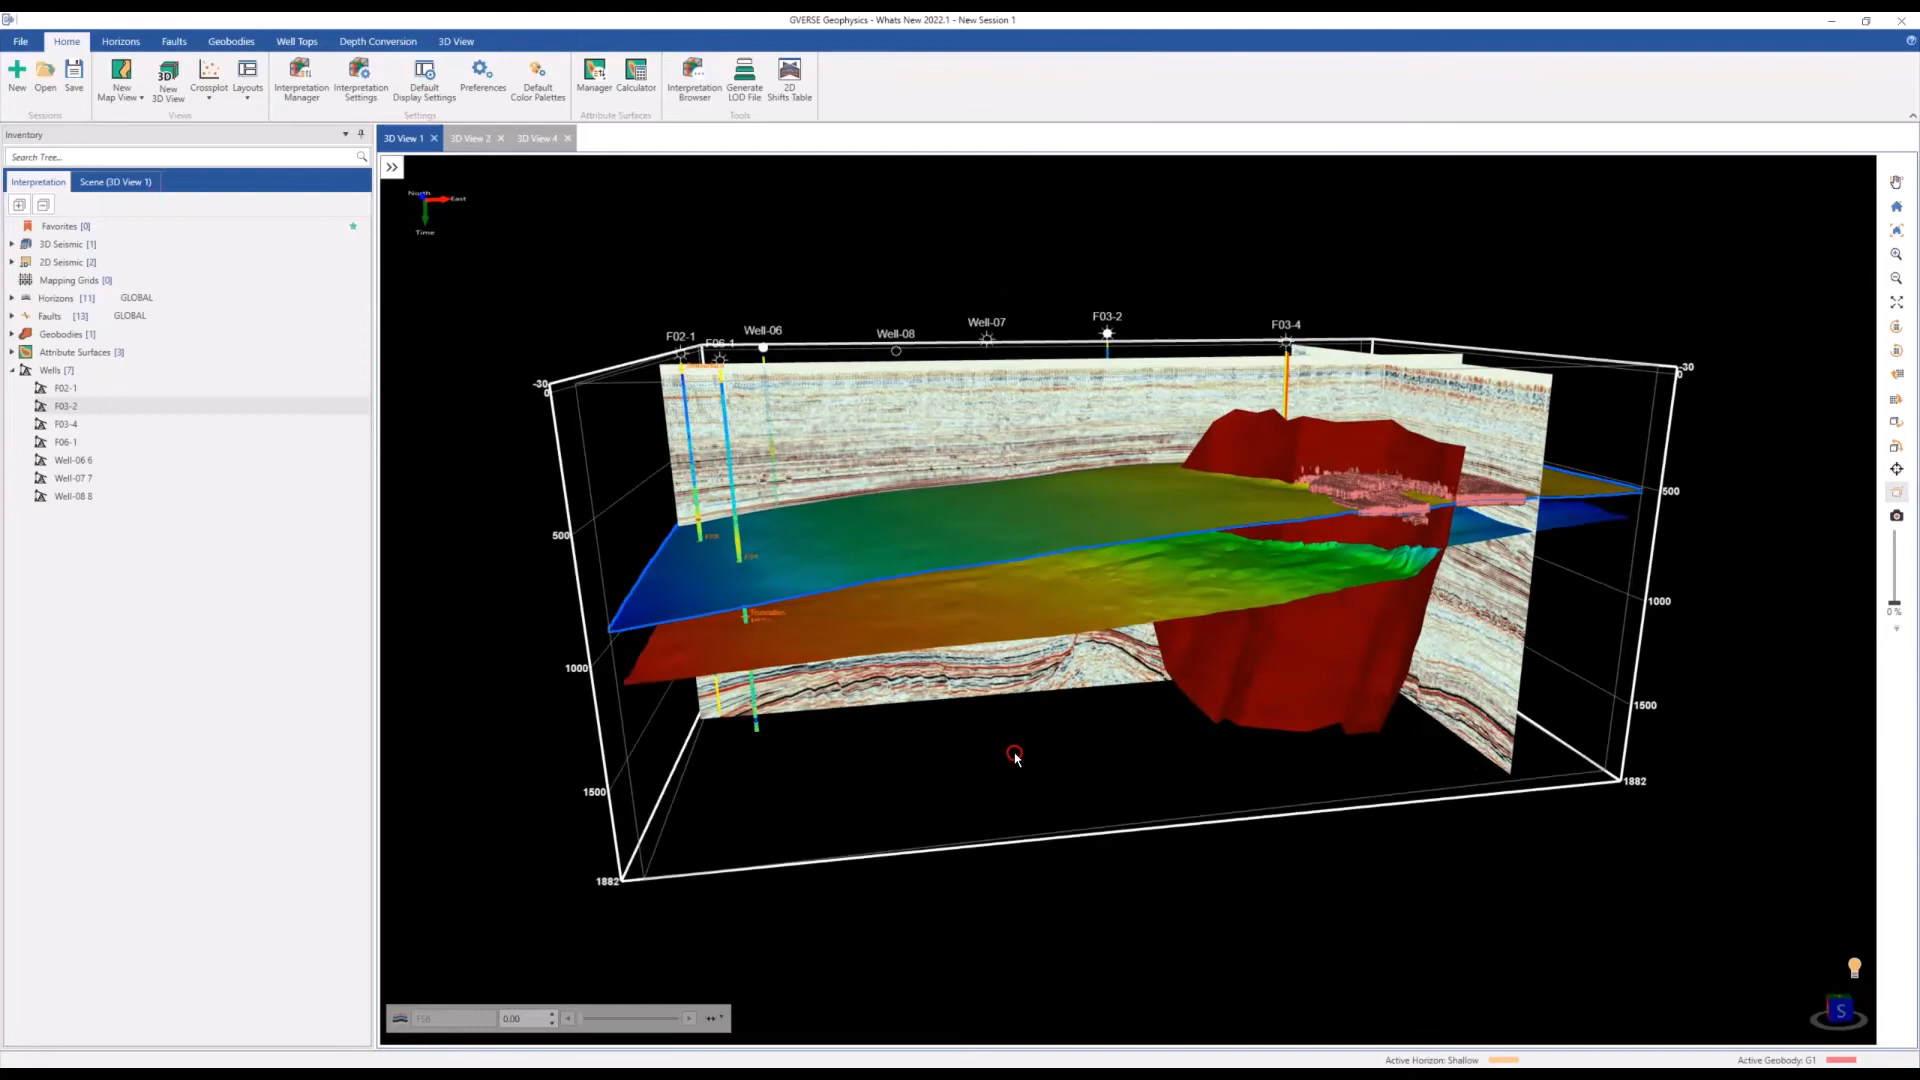 GVERSE Geophysics - Whats New 2022.1 - New Session 1
File Home Horizons Faults Geobodies Well Tops Depth Conversion 3D View
New Open Save New Map View New 3D View Crossplot Layouts Interpretation Manager Interpretation Settings Default Display Settings Preferences Default Color Palettes Manager Calculator Interpretation Browser Generate LOD File 2D Shifts Table
Sessions Views Settings Attribute Surfaces Tools
Inventory
3D View 1 3D View 2 3D View 4
Search Tree...
Interpretation Scene (3D View 1)
Favorites [0]
3D Seismic [1]
2D Seismic [2]
Mapping Grids [0]
Horizons [11] GLOBAL
Faults [13] GLOBAL
Geobodies [1]
Attribute Surfaces [3]
Wells [7]
F02-1
F03-2
F03-4
F06-1
Well-06 6
Well-07 7
Well-08 8
North
East
Time
F02-1 F06-1 Well-06 Well-08 Well-07 F03-2 F03-4
-30 -30
0 0
500 500
1000 1000
1500 1500
1882 1882
Truncation
0 %
S
FS8 0.00
Active Horizon: Shallow Active Geobody: G1